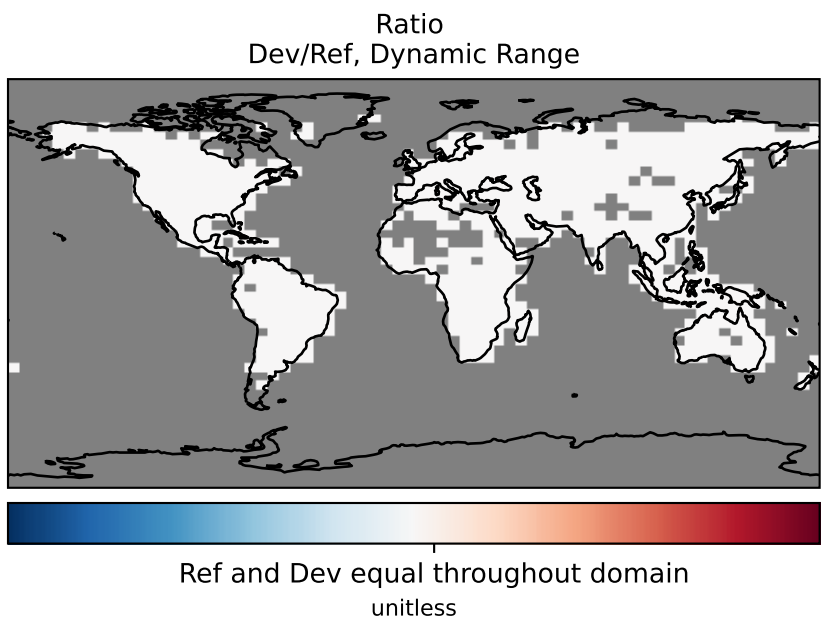 Ratio
Dev/Ref, Dynamic Range
Ref and Dev equal throughout domain
unitless